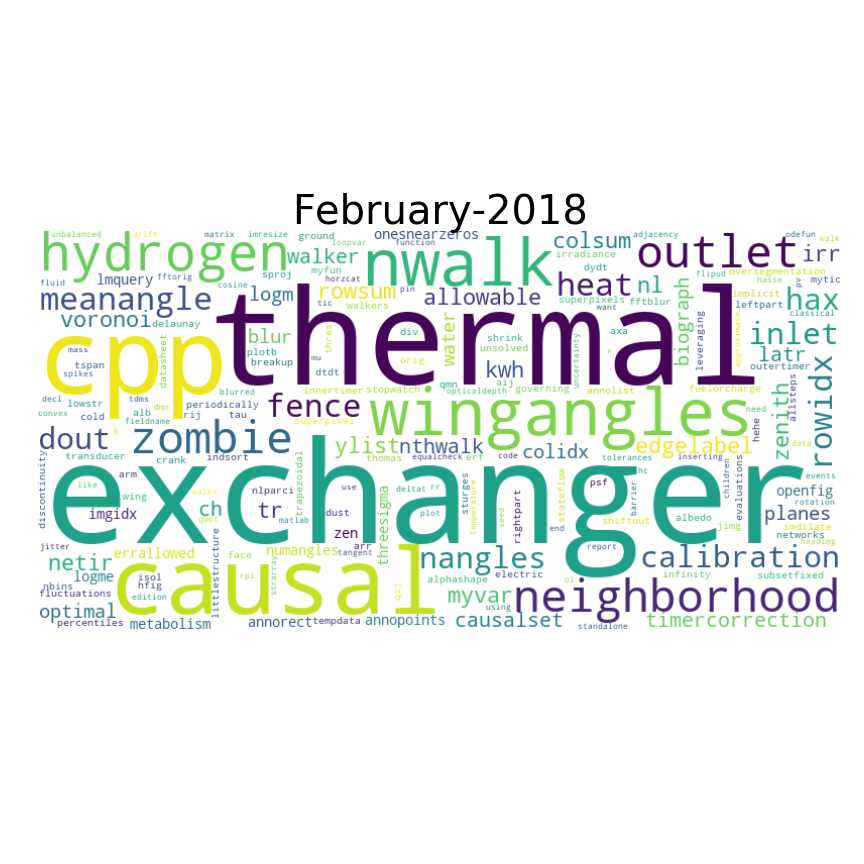 February-2018
unbalanced drift matrix imresize ground onesnearzeros adjacency odefun walk
hydrogen nwalk colsum outlet irr
loopvar function walker irradiance flipud hasse pv mytic
fluid lmquery fftorig cosine sproj myfun horzcat dydt fftblur oversegmentation
meanangle logm rowsum pin allowable heat nl biograph implicit hax
thermal
tic walkers superpixels want leftpart classical
voronoi delaunay blur thres div water shrink axa leveraging inlet
cpp
mass datasheet plotb mu orig unsolved x uncertainty approximate latr
tspan breakup dtdt kwh outertimer
spikes dmn blurred innertimer stopwatch qmn aij governing annolist fuelorcharge allsteps
decl lowstr tdms periodically opticaldepth need
convex cold alb rij tau fence wingangles zenith rowidx
fieldname superpixel hehe
dout b zombie ylist nthwalk colidx edgelabel data
discontinuity transducer crank indsort trapezoidal thomas equalcheck erf code tolerances hc inserting events
exchanger
like arm nlparci use deltat rr sturges temperature stateflow psf barrier children evaluations openfig
wing walks threesigma rotation
imgidx qdot ch tr matlab dust plot seed rightpart end shiftout albedo jimg planes
zen imdilate
jitter errallowed littlestructure face numangles arr tangent report networks heading
netir causal nangles calibration
logme isol rpi strarray qij alphashape electric ol infinity subsetfixed
nbins hfig
fluctuations edition myvar using neighborhood
optimal
percentiles metabolism annorect tempdata annopoints causalset standalone timercorrection